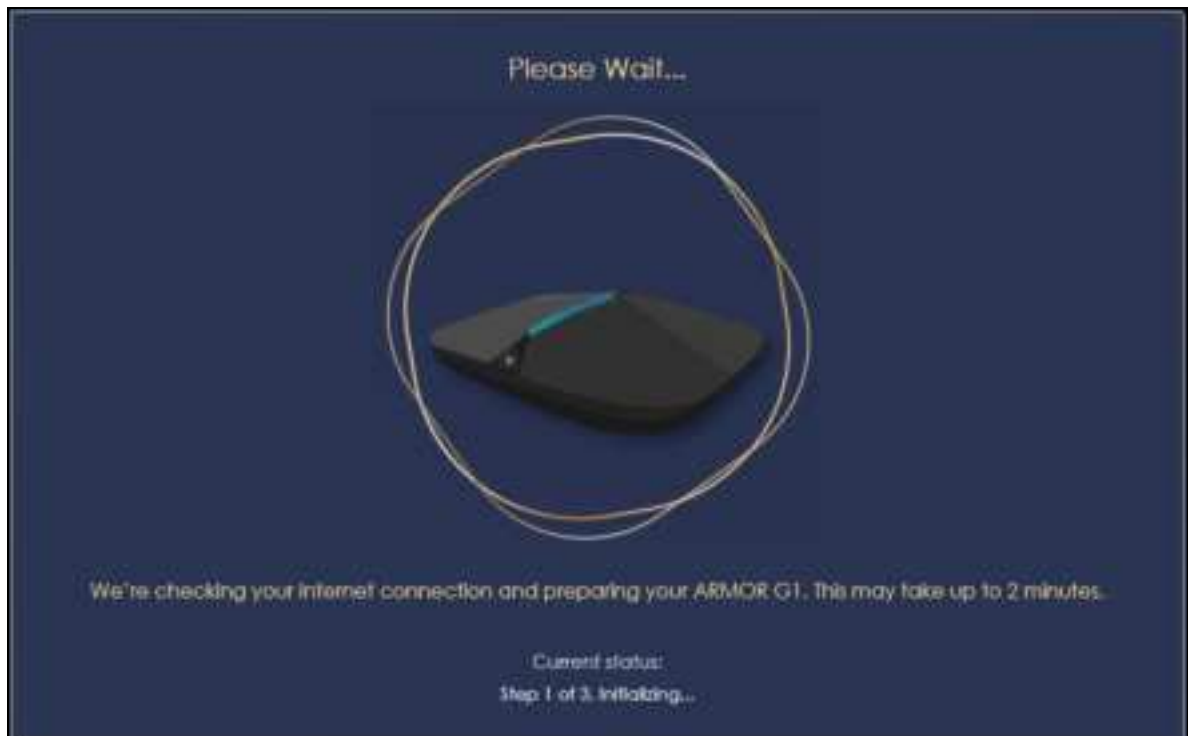 Please Wait...
We're checking your internet connection and preparing your ARMOR G1. This may take up to 2 minutes.
Current status:
Step 1 of 3. Initializing...